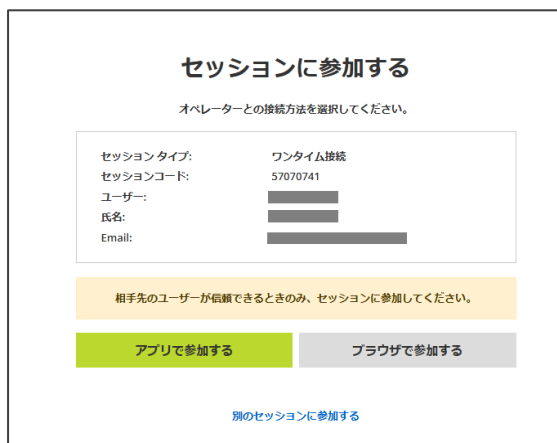 セッションに参加する
オペレーターとの接続方法を選択してください。
セッション タイプ: ワンタイム接続
セッションコード: 57070741
ユーザー:
氏名:
Email:
相手先のユーザーが信頼できるときのみ、セッションに参加してください。
アプリで参加する ブラウザで参加する
別のセッションに参加する